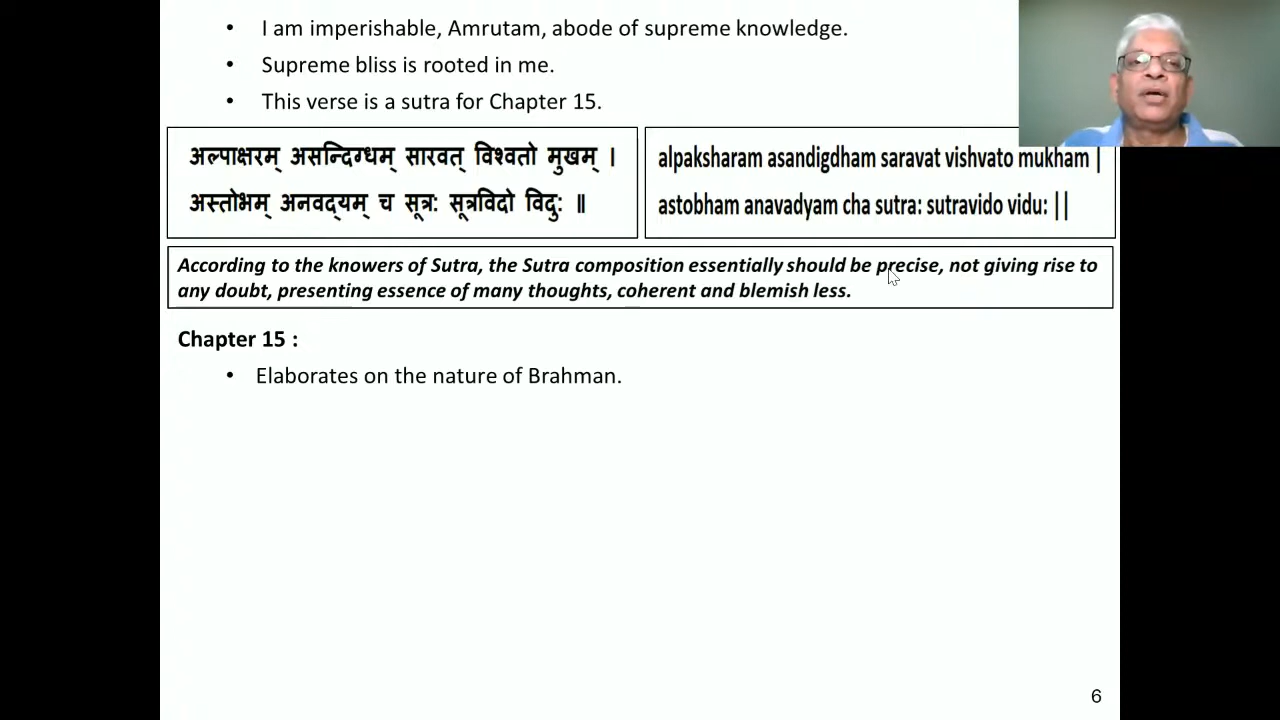 • I am imperishable, Amrutam, abode of supreme knowledge.
• Supreme bliss is rooted in me.
• This verse is a sutra for Chapter 15.
अल्पाक्षरम् असन्दिग्धम् सारवत् विश्वतो मुखम् ।
अस्तोभम् अनवद्यम् च सूत्रः सूत्रविदो विदुः ॥
alpaksharam asandigdham saravat vishvato mukham |
astobham anavadyam cha sutra: sutravido vidu: ||
According to the knowers of Sutra, the Sutra composition essentially should be precise, not giving rise to
any doubt, presenting essence of many thoughts, coherent and blemish less.
Chapter 15 :
• Elaborates on the nature of Brahman.
6